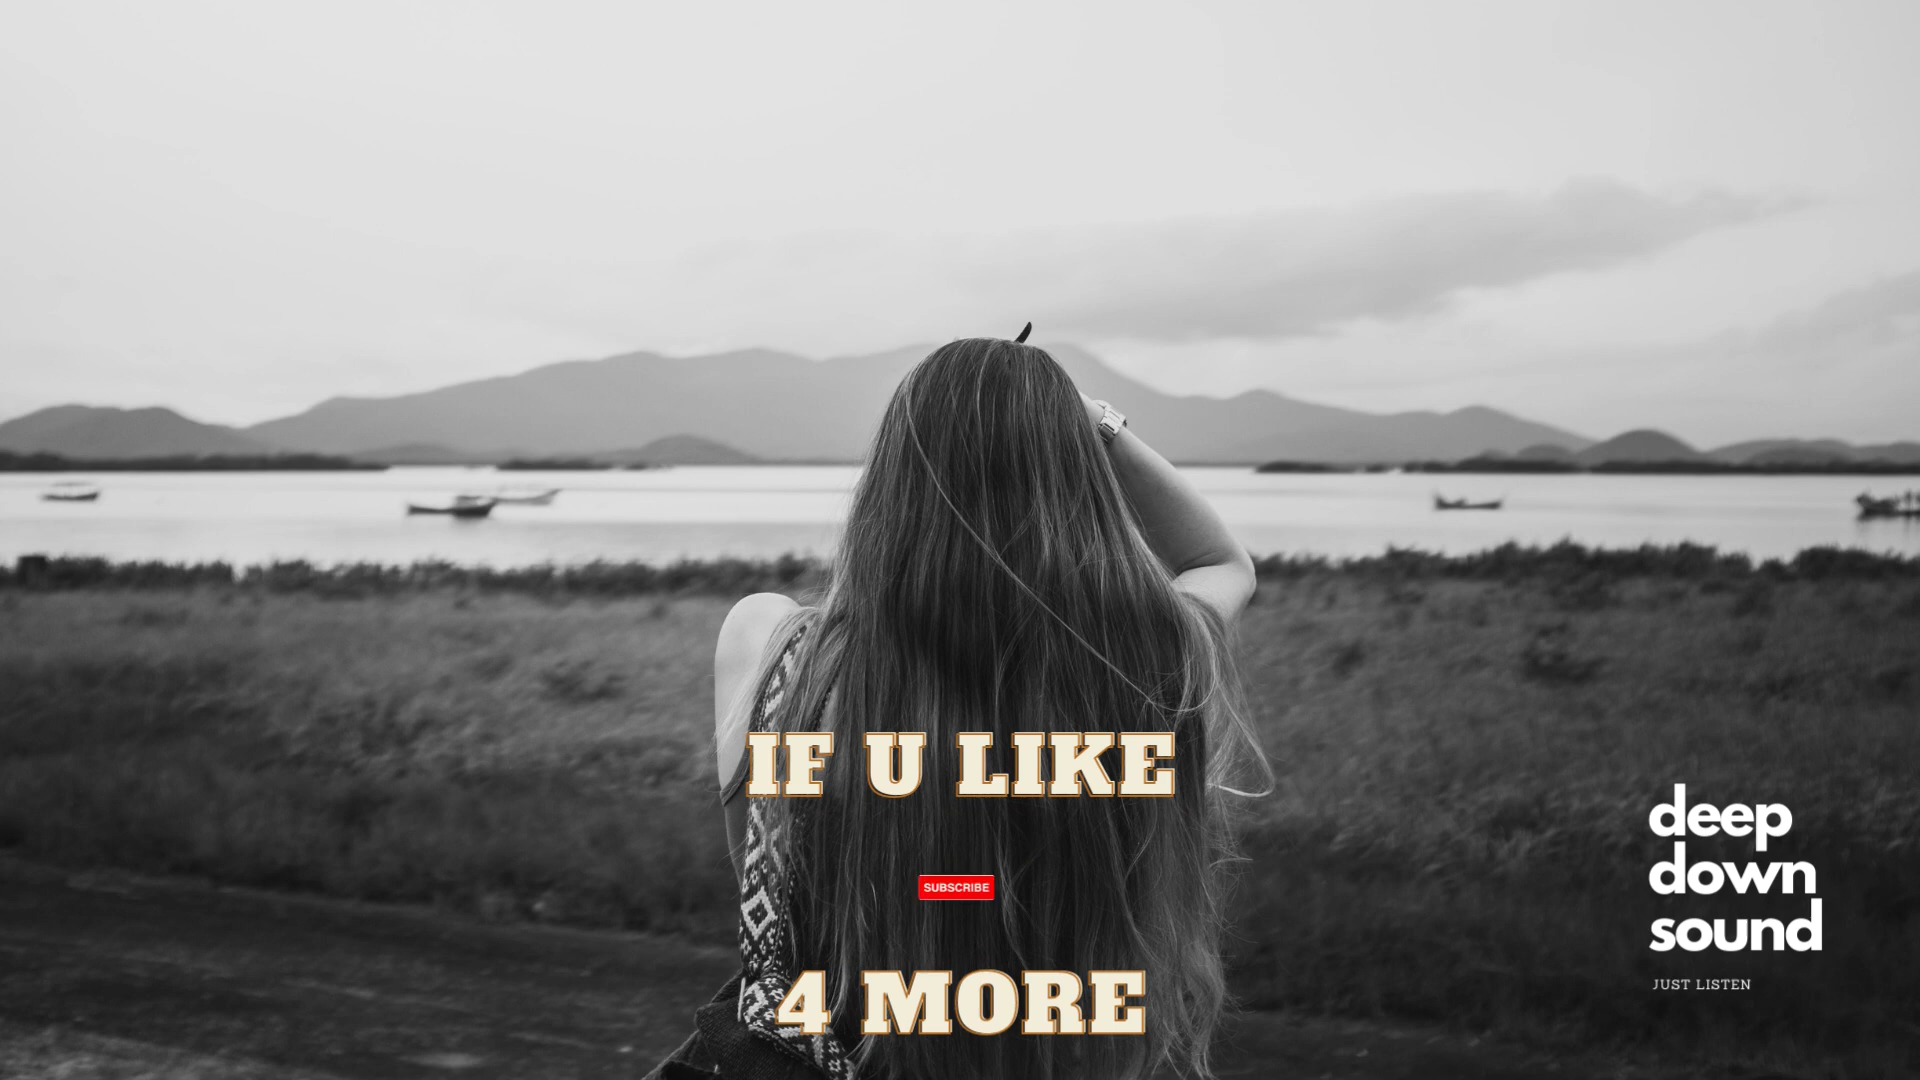 IF U LIKE
SUBSCRIBE
4 MORE
deep
down
sound
JUST LISTEN